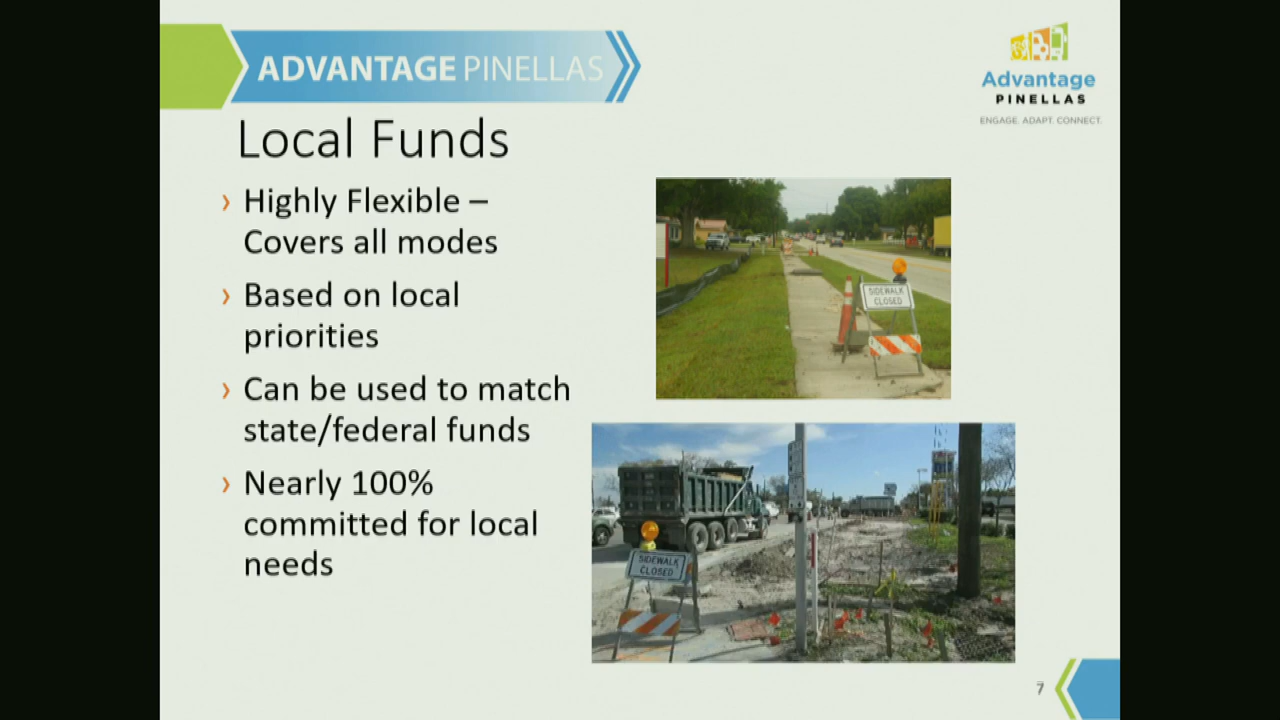 ADVANTAGE PINELLAS
Advantage
PINELLAS
ENGAGE. ADAPT. CONNECT.
Local Funds
› Highly Flexible –
Covers all modes
› Based on local
priorities
› Can be used to match
state/federal funds
› Nearly 100%
committed for local
needs
SIDEWALK
CLOSED
SIDEWALK
CLOSED
7